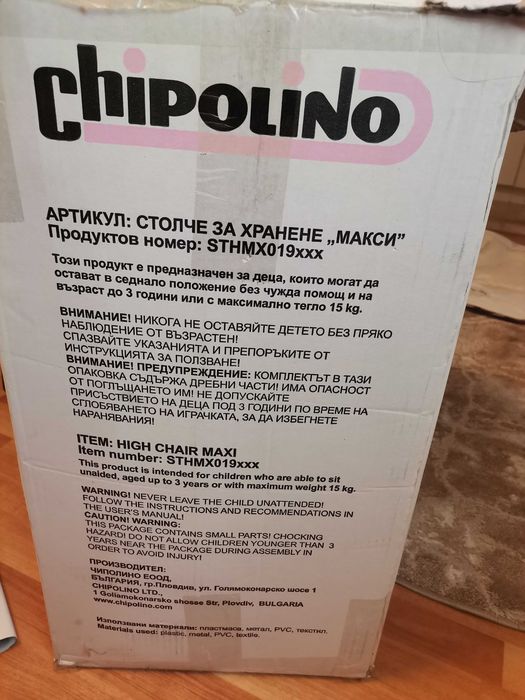 Chipolino
АРТИКУЛ: СТОЛЧЕ ЗА ХРАНЕНЕ „МАКСИ”
Продуктов номер: STHMX019xxx
Този продукт е предназначен за деца, които могат да
остават в седнало положение без чужда помощ и на
възраст до 3 години или с максимално тегло 15 kg.
ВНИМАНИЕ! НИКОГА НЕ ОСТАВЯЙТЕ ДЕТЕТО БЕЗ ПРЯКО
НАБЛЮДЕНИЕ ОТ ВЪЗРАСТЕН!
СПАЗВАЙТЕ УКАЗАНИЯТА И ПРЕПОРЪКИТЕ ОТ
ИНСТРУКЦИЯТА ЗА ПОЛЗВАНЕ!
ВНИМАНИЕ! ПРЕДУПРЕЖДЕНИЕ: КОМПЛЕКТЪТ В ТАЗИ
ОПАКОВКА СЪДЪРЖА ДРЕБНИ ЧАСТИ! ИМА ОПАСНОСТ
ОТ ПОГЛЪЩАНЕТО ИМ! НЕ ДОПУСКАЙТЕ
ПРИСЪСТВИЕТО НА ДЕЦА ПОД 3 ГОДИНИ ПО ВРЕМЕ НА
СГЛОБЯВАНЕТО НА ИГРАЧКАТА, ЗА ДА ИЗБЕГНЕТЕ
НАРАНЯВАНИЯ!
ITEM: HIGH CHAIR MAXI
Item number: STHMX019xxx
This product is intended for children who are able to sit
unaided, aged up to 3 years or with maximum weight 15 kg.
WARNING! NEVER LEAVE THE CHILD UNATTENDED!
FOLLOW THE INSTRUCTIONS AND RECOMMENDATIONS IN
THE USER'S MANUAL!
CAUTION! WARNING:
THIS PACKAGE CONTAINS SMALL PARTS! CHOCKING
HAZARD! DO NOT ALLOW CHILDREN YOUNGER THAN 3
YEARS NEAR THE PACKAGE DURING ASSEMBLY IN
ORDER TO AVOID INJURY!
ПРОИЗВОДИТЕЛ:
ЧИПОЛИНО ЕООД,
БЪЛГАРИЯ, гр.Пловдив, ул. Голямоконарско шосе 1
CHIPOLINO LTD.,
1 Goliamokonarsko shosse Str, Plovdiv, BULGARIA
www.chipolino.com
Използвани материали: пластмаса, метал, PVC, текстил.
Materials used: plastic, metal, PVC, textile.